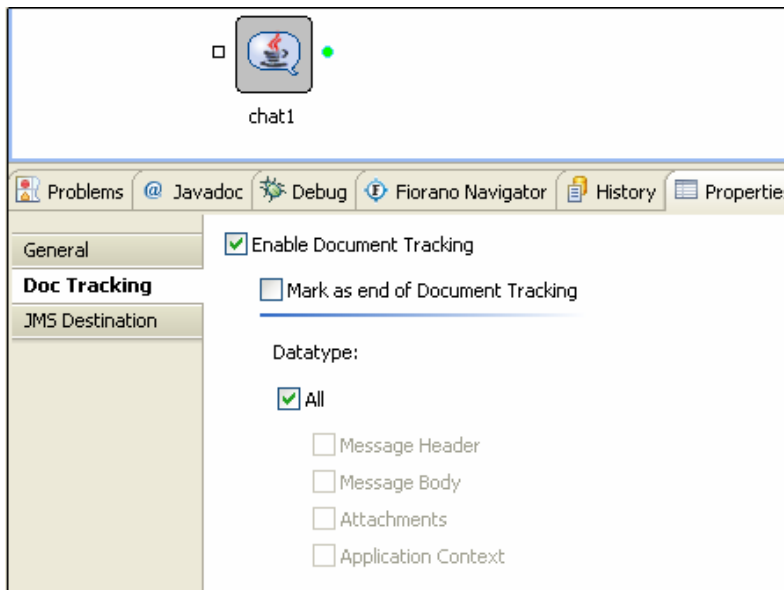 chat1
Problems @ Javadoc Debug Fiorano Navigator History Propertie
General
Doc Tracking
JMS Destination
Enable Document Tracking
Mark as end of Document Tracking
Datatype:
All
Message Header
Message Body
Attachments
Application Context